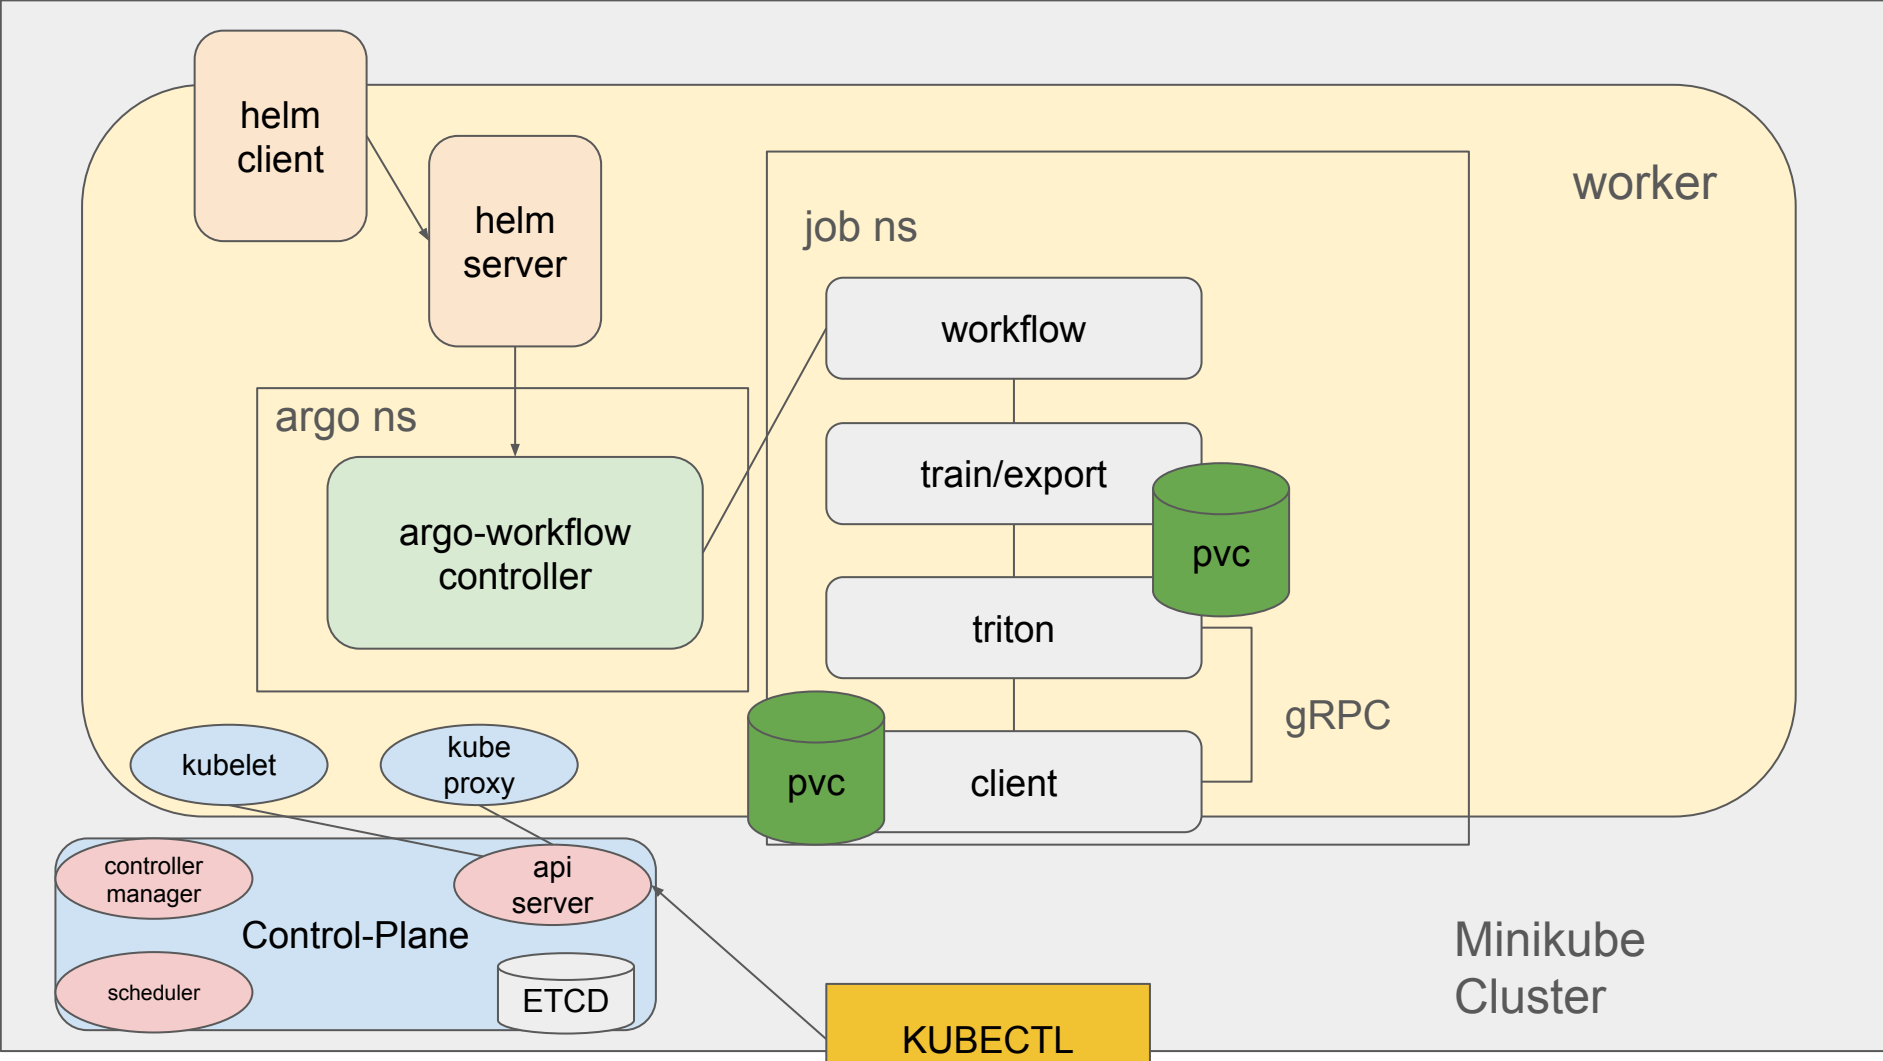 helm
client
helm
server
worker
job ns
workflow
argo ns
train/export
argo-workflow
controller
pvc
triton
gRPC
kubelet
kube
proxy
pvc
client
controller
manager
api
server
Control-Plane
scheduler
ETCD
Minikube
Cluster
KUBECTL